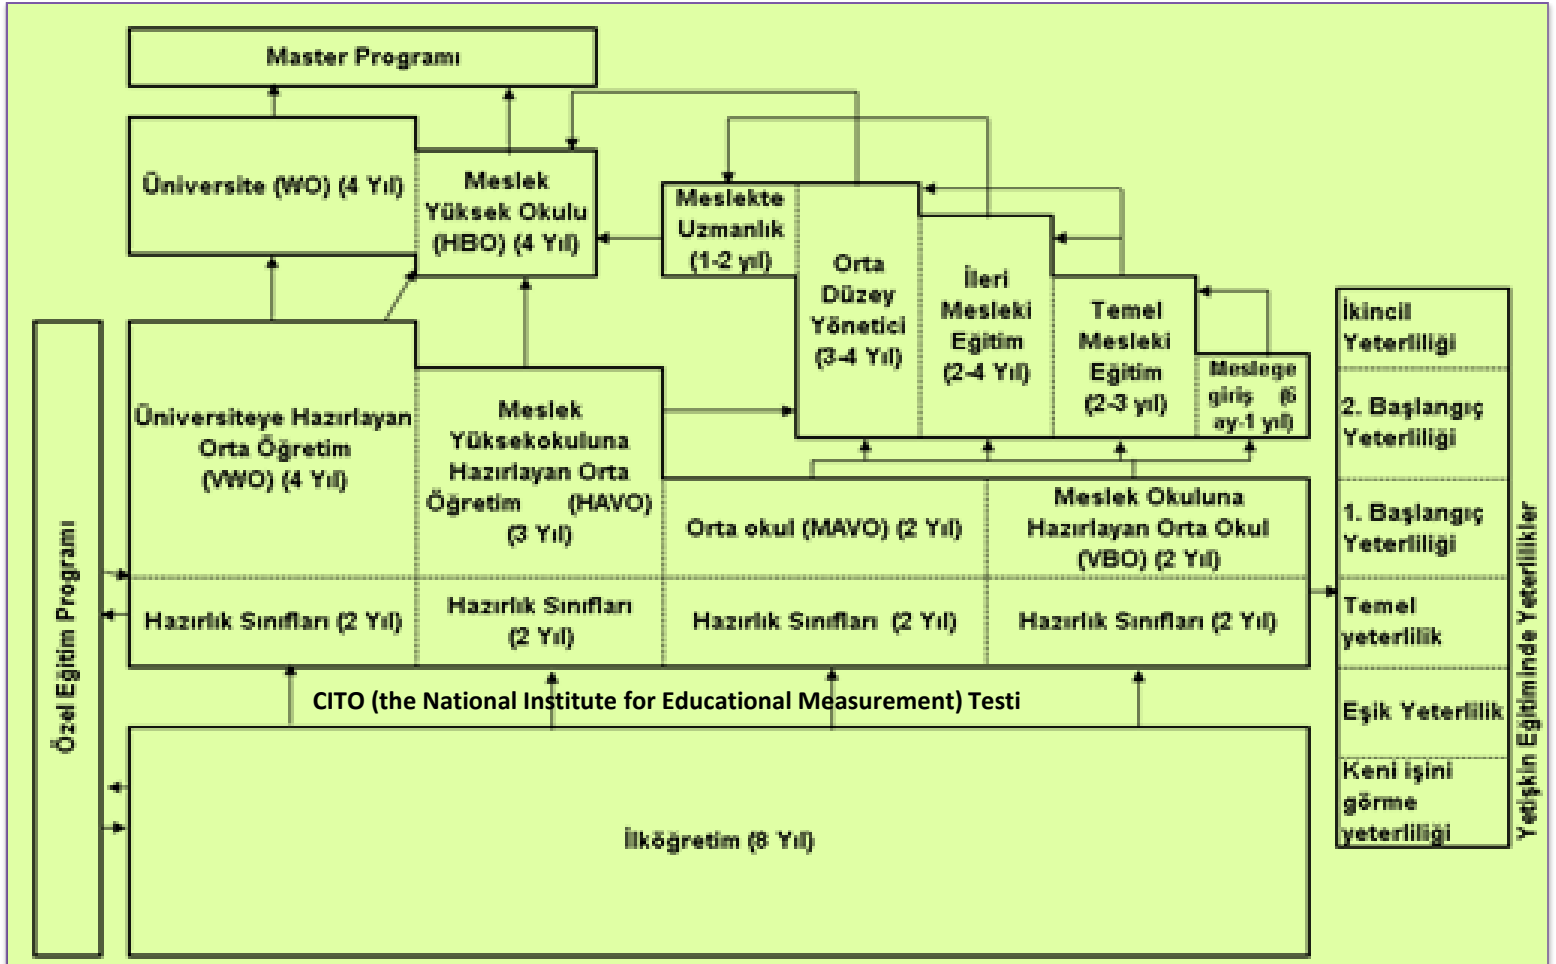 Master Programı
Üniversite (WO) (4 Yıl)
Meslek
Yüksek Okulu
(HBO) (4 Yıl)
Meslekte
Uzmanlık
(1-2 yıl)
Orta
Düzey
Yönetici
(3-4 Yıl)
İleri
Mesleki
Eğitim
(2-4 Yıl)
Temel
Mesleki
Eğitim
(2-3 yıl)
Meslege
giriş (6
ay-1 yıl)
Üniversiteye Hazırlayan
Orta Öğretim
(VWO) (4 Yıl)
Meslek
Yüksekokuluna
Hazırlayan Orta
Öğretim (HAVO)
(3 Yıl)
Orta okul (MAVO) (2 Yıl)
Meslek Okuluna
Hazırlayan Orta Okul
(VBO) (2 Yıl)
Hazırlık Sınıfları (2 Yıl)
Hazırlık Sınıfları
(2 Yıl)
Hazırlık Sınıfları (2 Yıl)
Hazırlık Sınıfları (2 Yıl)
CITO (the National Institute for Educational Measurement) Testi
İlköğretim (8 Yıl)
Özel Eğitim Programı
İkincil
Yeterliliği
2. Başlangıç
Yeterliliği
1. Başlangıç
Yeterliliği
Temel
yeterlilik
Eşik Yeterlilik
Keni işini
görme
yeterliliği
Yetişkin Eğitiminde Yeterlilikler